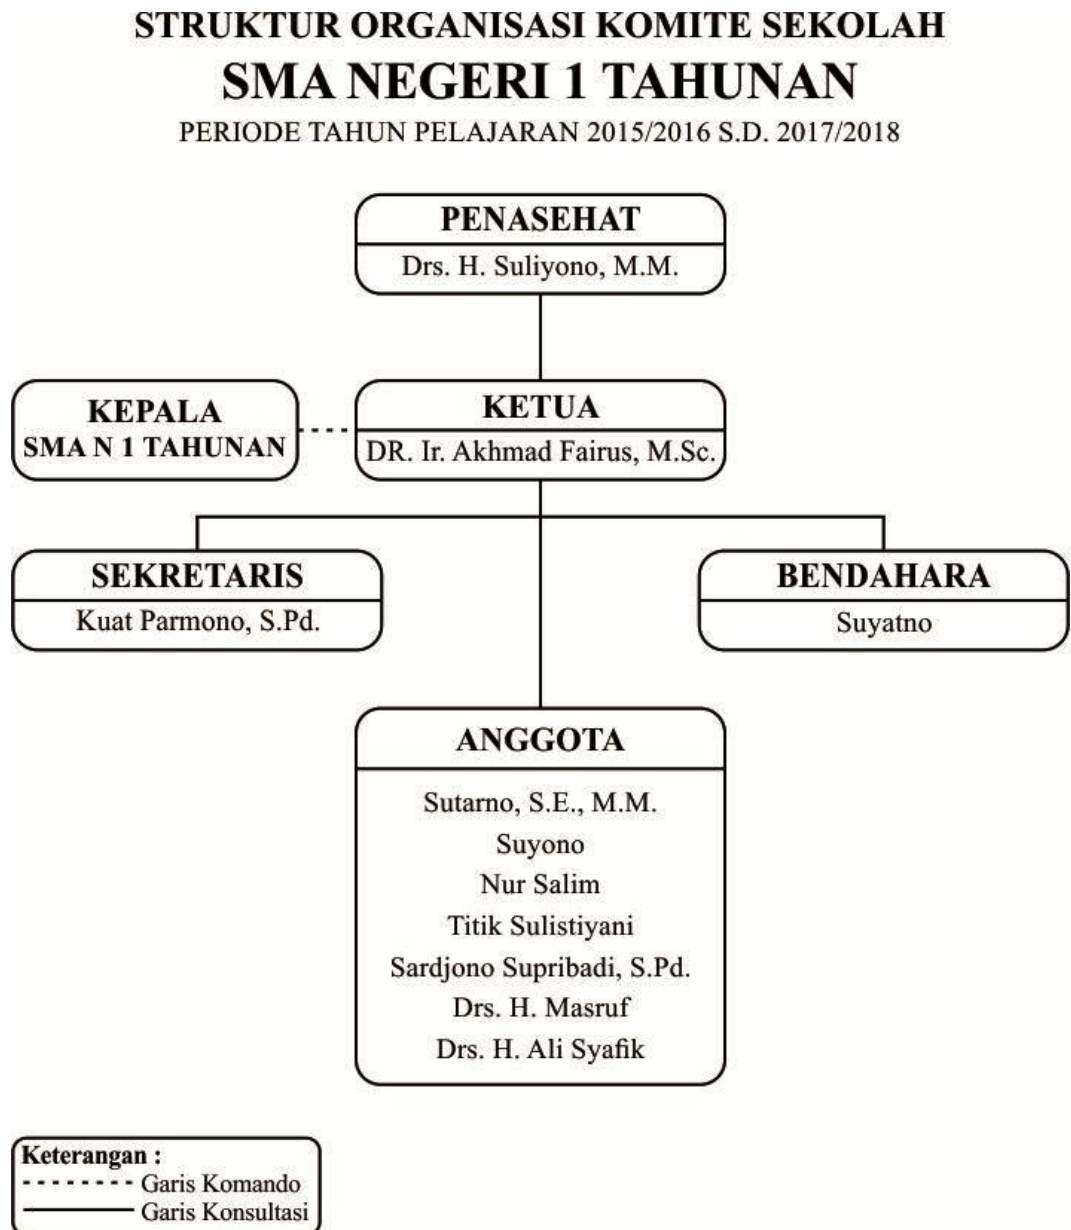 STRUKTUR ORGANISASI KOMITE SEKOLAH
SMA NEGERI 1 TAHUNAN
PERIODE TAHUN PELAJARAN 2015/2016 S.D. 2017/2018
PENASEHAT
Drs. H. Suliyono, M.M.
KEPALA
SMA N 1 TAHUNAN
KETUA
DR. Ir. Akhmad Fairus, M.Sc.
SEKRETARIS
Kuat Parmono, S.Pd.
BENDAHARA
Suyatno
ANGGOTA
Sutarno, S.E., M.M.
Suyono
Nur Salim
Titik Sulistiyani
Sardjono Supribadi, S.Pd.
Drs. H. Masruf
Drs. H. Ali Syafik
Keterangan :
Garis Komando
Garis Konsultasi